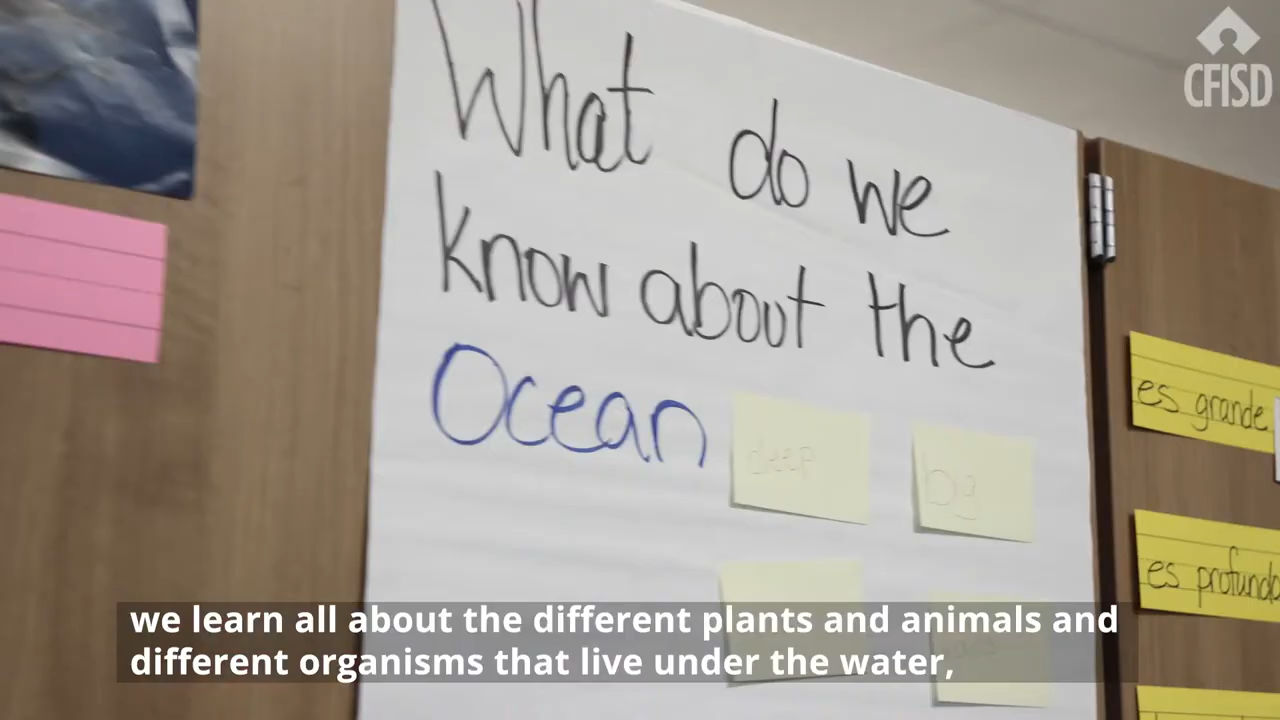 CFISD
What do we
know about the
Ocean
deep
big
es grande
es profunda
we learn all about the different plants and animals and
different organisms that live under the water,